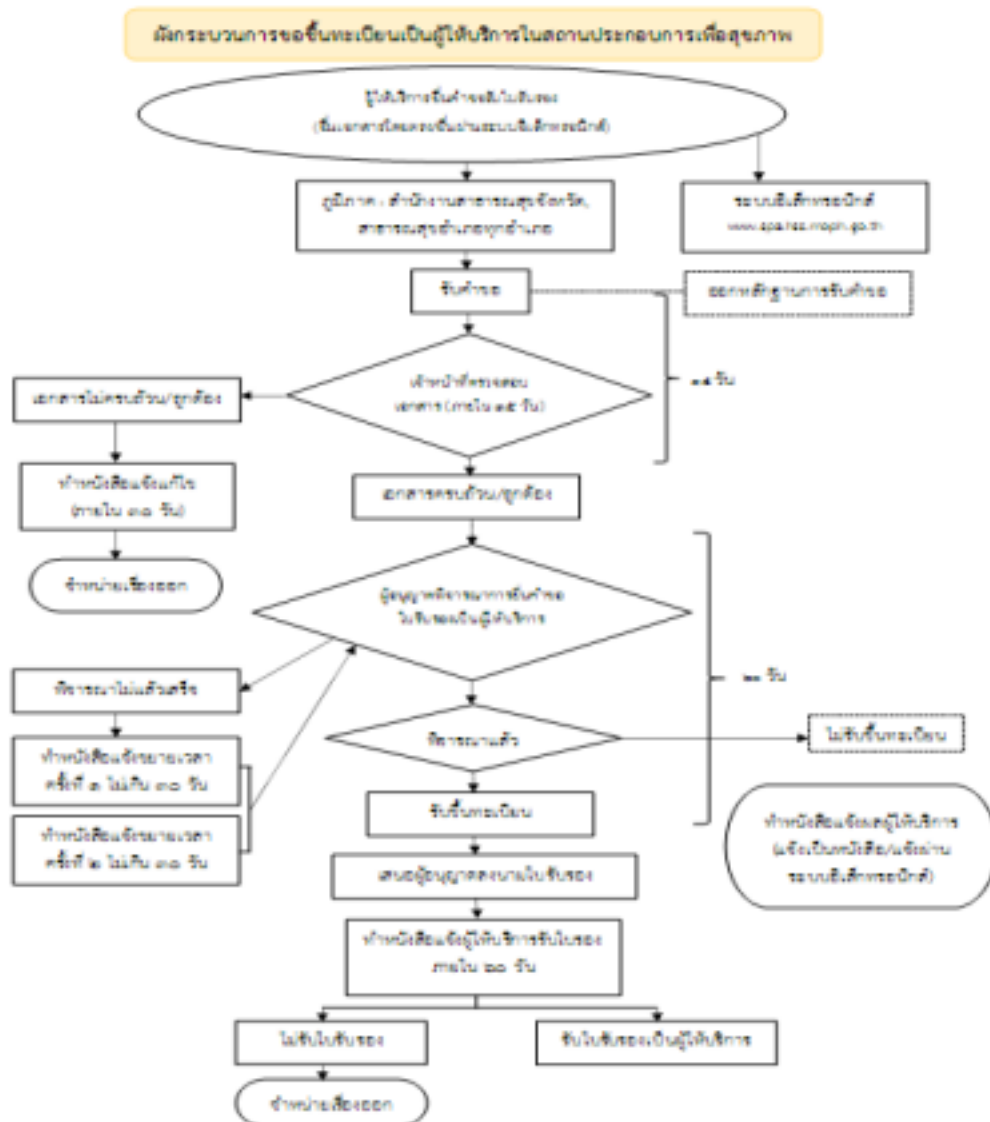 ผังกระบวนการขอขึ้นทะเบียนเป็นผู้ให้บริการในสถานประกอบการเพื่อสุขภาพ
ผู้ให้บริการยื่นคำขอรับใบรับรอง
(ยื่นเอกสารโดยตรง/ยื่นผ่านระบบอิเล็กทรอนิกส์)
ภูมิภาค : สำนักงานสาธารณสุขจังหวัด,
สาธารณสุขอำเภอทุกอำเภอ
ระบบอิเล็กทรอนิกส์
www.spa.hss.moph.go.th
รับคำขอ
ออกหลักฐานการรับคำขอ
เจ้าหน้าที่ตรวจสอบ
เอกสาร (ภายใน ๑๕ วัน)
๑๕ วัน
เอกสารไม่ครบถ้วน/ถูกต้อง
ทำหนังสือแจ้งแก้ไข
(ภายใน ๓๐ วัน)
จำหน่ายเรื่องออก
เอกสารครบถ้วน/ถูกต้อง
ผู้อนุญาตพิจารณาการยื่นคำขอ
ใบรับรองเป็นผู้ให้บริการ
วัน
พิจารณาไม่แล้วเสร็จ
ทำหนังสือแจ้งขยายเวลา
ครั้งที่ ๑ ไม่เกิน ๓๐ วัน
ทำหนังสือแจ้งขยายเวลา
ครั้งที่ ๒ ไม่เกิน ๓๐ วัน
พิจารณาแล้ว
ไม่รับขึ้นทะเบียน
รับขึ้นทะเบียน
ทำหนังสือแจ้งผลผู้ให้บริการ
(แจ้งเป็นหนังสือ/แจ้งผ่าน
ระบบอิเล็กทรอนิกส์)
เสนอผู้อนุญาตลงนามใบรับรอง
ทำหนังสือแจ้งผู้ให้บริการรับใบรอง
ภายใน วัน
ไม่รับใบรับรอง
รับใบรับรองเป็นผู้ให้บริการ
จำหน่ายเรื่องออก